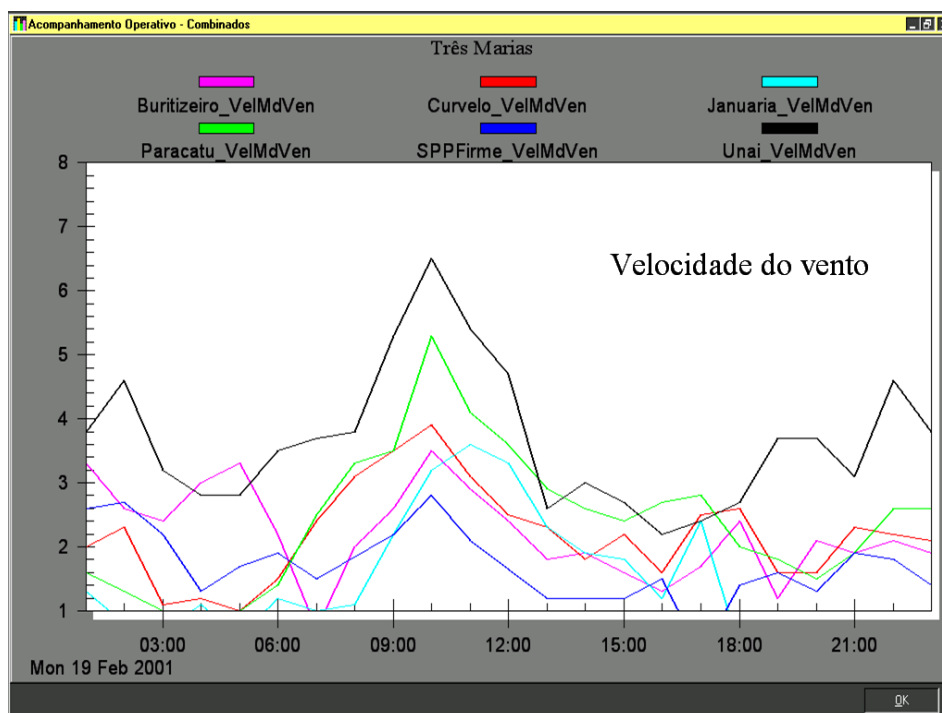 Acompanhamento Operativo - Combinados
Três Marias
Buritizeiro_VelMdVen Curvelo_VelMdVen Januaria_VelMdVen
Paracatu_VelMdVen SPPFirme_VelMdVen Unai_VelMdVen
8
7
Velocidade do vento
6
5
4
3
2
1
03:00 06:00 09:00 12:00 15:00 18:00 21:00
Mon 19 Feb 2001
OK